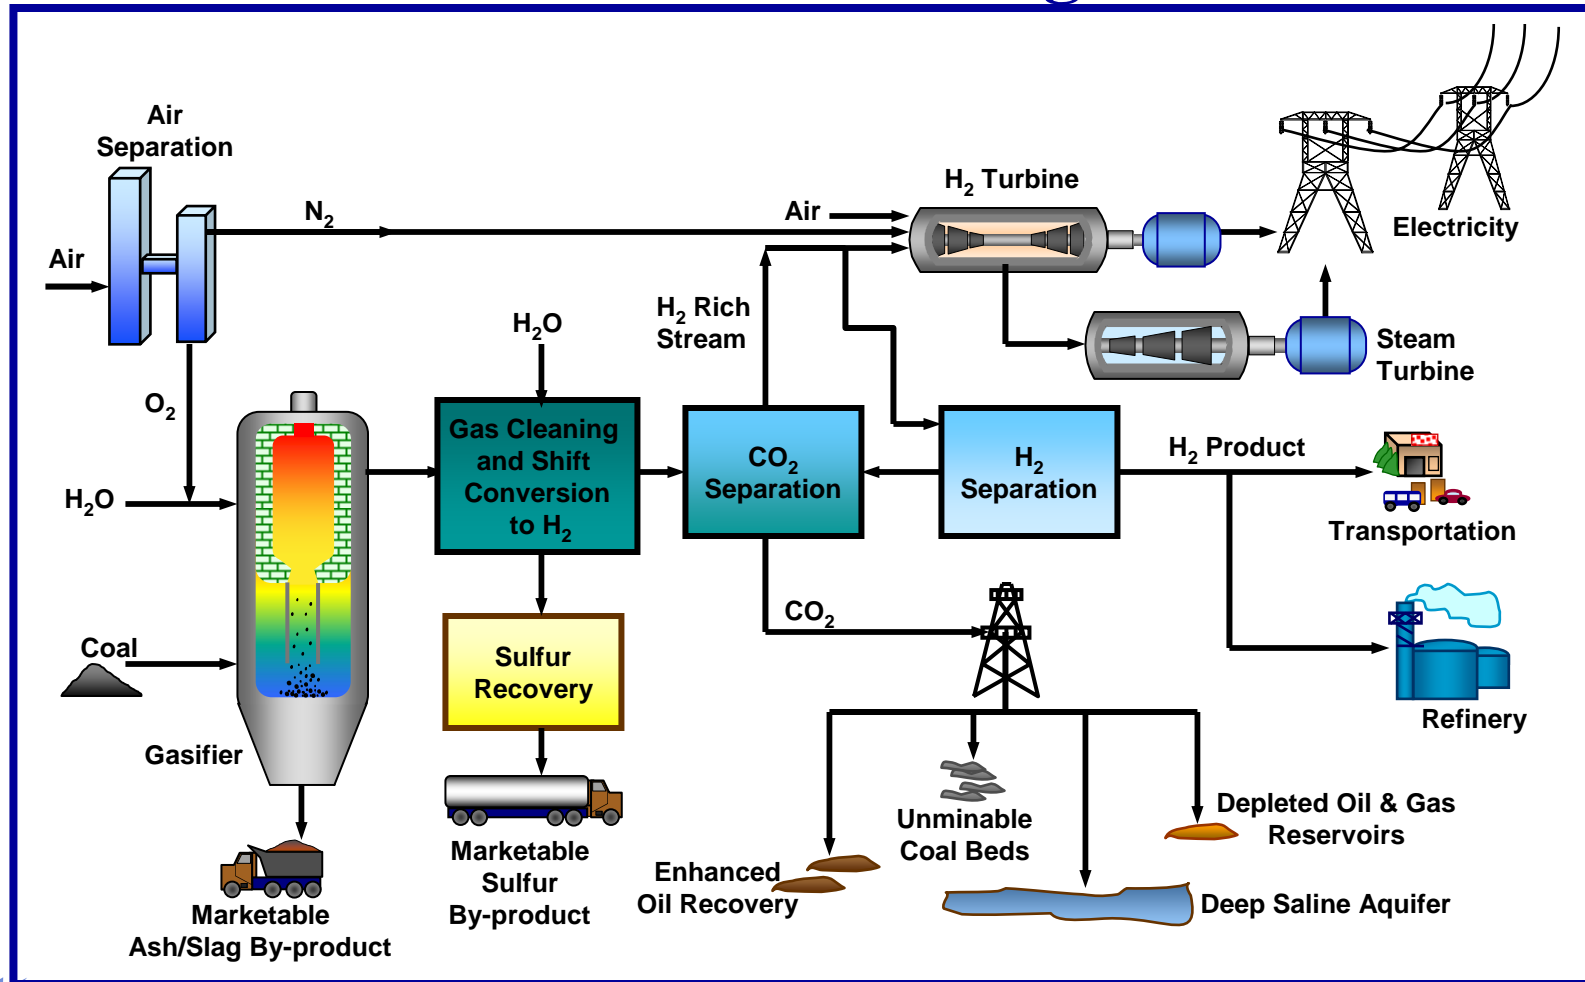 Air
Separation
N₂
Air
H₂ Turbine
Electricity
Air
H₂ Rich
Stream
H₂O
Steam
Turbine
O₂
Gas Cleaning
and Shift
Conversion
to H₂
CO₂
Separation
H₂
Separation
H₂ Product
H₂O
Transportation
CO₂
Coal
Sulfur
Recovery
Refinery
Gasifier
Unminable
Coal Beds
Depleted Oil & Gas
Reservoirs
Marketable
Sulfur
By-product
Enhanced
Oil Recovery
Deep Saline Aquifer
Marketable
Ash/Slag By-product